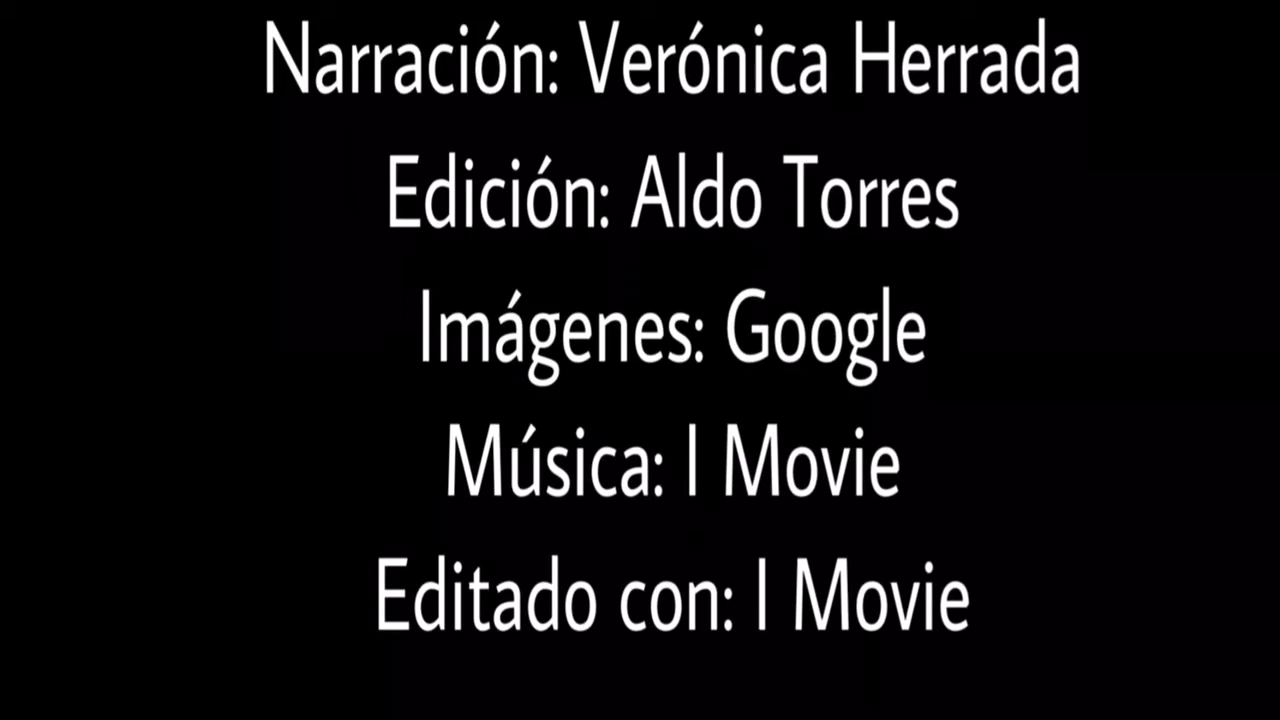 Narración: Verónica Herrada
Edición: Aldo Torres
Imágenes: Google
Música: I Movie
Editado con: I Movie